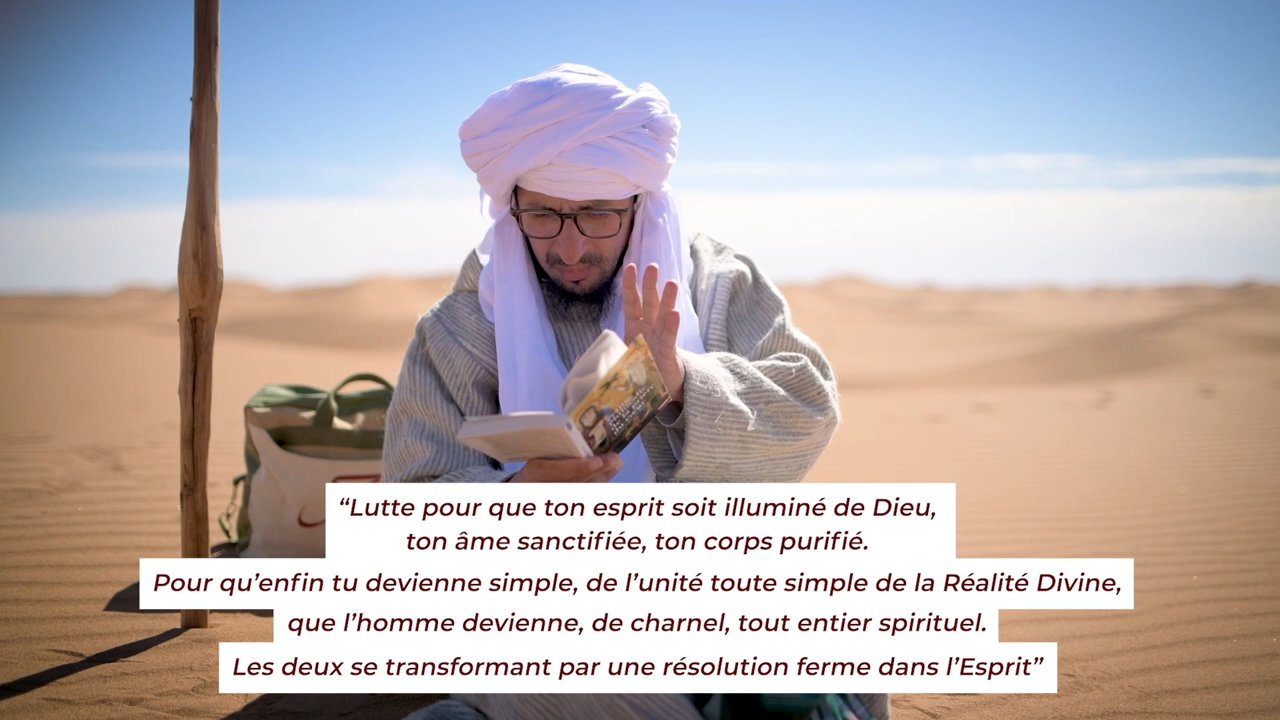 “Lutte pour que ton esprit soit illuminé de Dieu,
ton âme sanctifiée, ton corps purifié.
Pour qu’enfin tu devienne simple, de l’unité toute simple de la Réalité Divine,
que l’homme devienne, de charnel, tout entier spirituel.
Les deux se transformant par une résolution ferme dans l’Esprit”